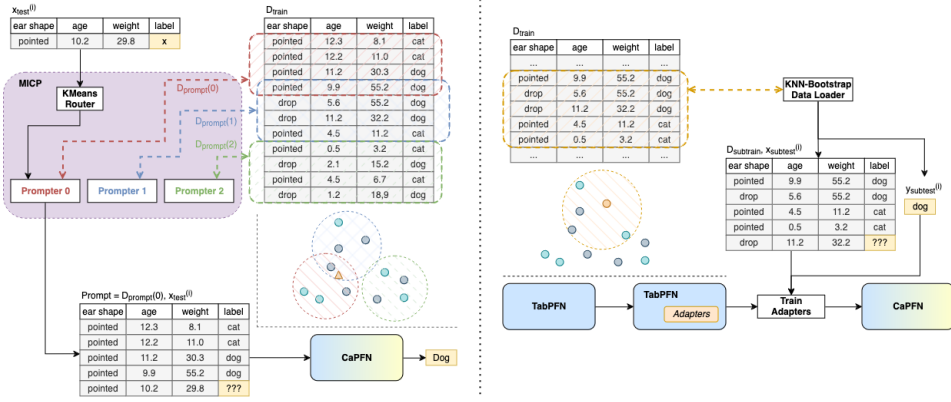 x_test^(i)
ear shape age weight label
pointed 10.2 29.8 x
MICP
KMeans
Router
D_prompt(0)
D_prompt(1)
D_prompt(2)
Prompter 0 Prompter 1 Prompter 2
D_train
ear shape age weight label
pointed 12.3 8.1 cat
pointed 12.2 11.0 cat
pointed 11.2 30.3 dog
pointed 9.9 55.2 dog
drop 5.6 55.2 dog
drop 11.2 32.2 dog
pointed 4.5 11.2 cat
pointed 0.5 3.2 cat
drop 2.1 15.2 dog
pointed 4.5 6.7 cat
drop 1.2 18,9 dog
Prompt = D_prompt(0), x_test^(i)
ear shape age weight label
pointed 12.3 8.1 cat
pointed 12.2 11.0 cat
pointed 11.2 30.3 dog
pointed 9.9 55.2 dog
pointed 10.2 29.8 ???
CaPFN
Dog
D_train
ear shape age weight label
... ... ... ...
pointed 9.9 55.2 dog
drop 5.6 55.2 dog
drop 11.2 32.2 dog
pointed 4.5 11.2 cat
pointed 0.5 3.2 cat
... ... ... ...
KNN-Bootstrap
Data Loader
D_subtrain, x_subtest^(i)
ear shape age weight label
pointed 9.9 55.2 dog
drop 5.6 55.2 dog
pointed 4.5 11.2 cat
pointed 0.5 3.2 cat
drop 11.2 32.2 ???
y_subtest^(i)
dog
TabPFN
TabPFN
Adapters
Train
Adapters
CaPFN